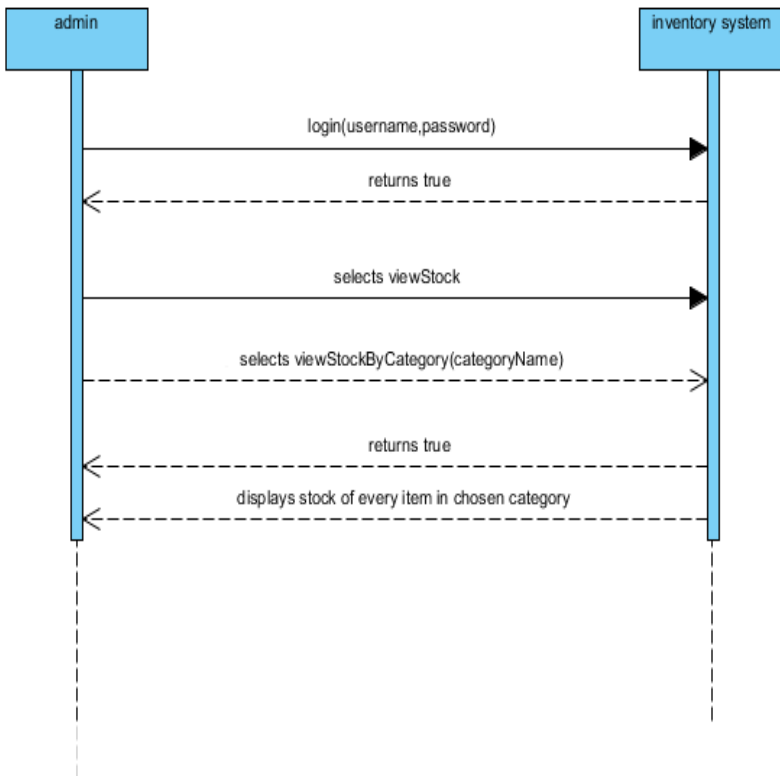 admin
inventory system
login(username,password)
returns true
selects viewStock
selects viewStockByCategory(categoryName)
returns true
displays stock of every item in chosen category